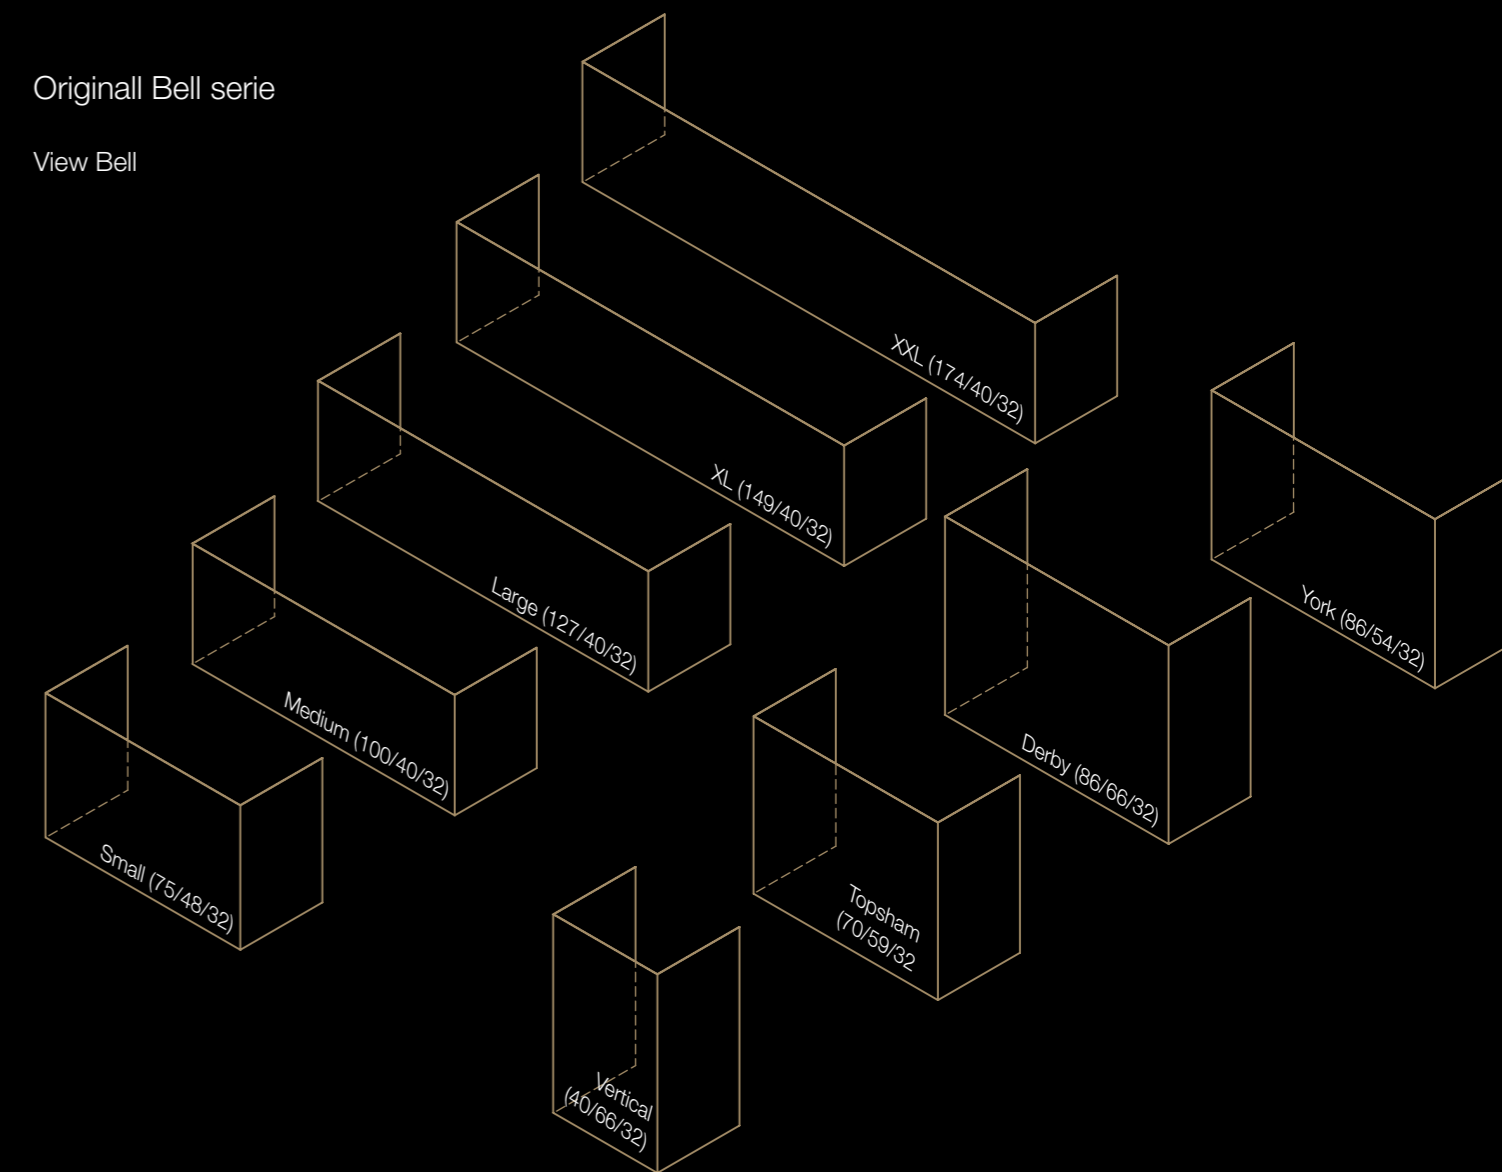 Originall Bell serie
View Bell
XXL (174/40/32)
XL (149/40/32)
Large (127/40/32)
Medium (100/40/32)
Small (75/48/32)
York (86/54/32)
Derby (86/66/32)
Topsham
(70/59/32
Vertical
(40/66/32)